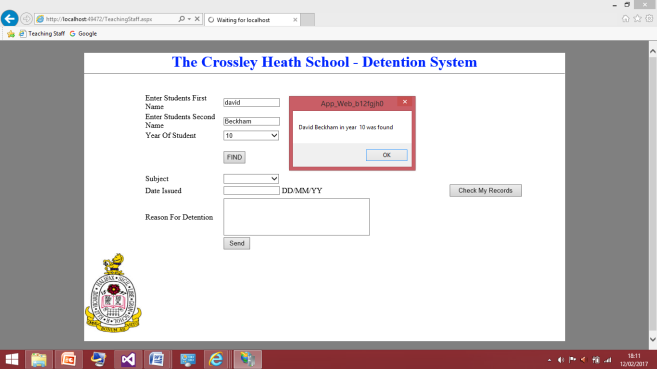 http://localhost:49472/TeachingStaff.aspx
Waiting for localhost
Teaching Staff
Google
The Crossley Heath School - Detention System
Enter Students First
Name
david
Enter Students Second
Name
Beckham
Year Of Student
10
FIND
App_Web_b12fgjh0
David Beckham in year 10 was found
OK
Subject
Date Issued
DD/MM/YY
Check My Records
Reason For Detention
Send
18:11
12/02/2017